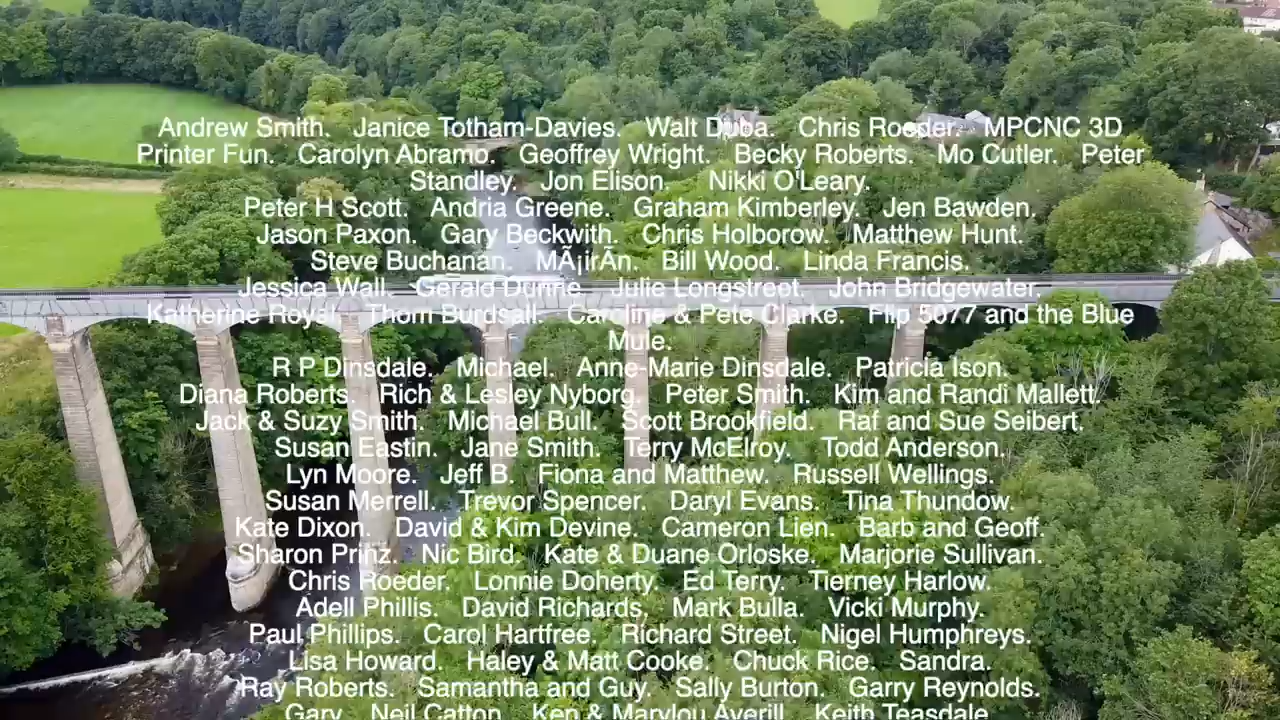 Andrew Smith. Janice Totham-Davies. Walt Duba. Chris Roeder. MPCNC 3D
Printer Fun. Carolyn Abramo. Geoffrey Wright. Becky Roberts. Mo Cutler. Peter
Standley. Jon Elison. Nikki O'Leary.
Peter H Scott. Andria Greene. Graham Kimberley. Jen Bawden.
Jason Paxon. Gary Beckwith. Chris Holborow. Matthew Hunt.
Steve Buchanan. MÃ¡irÃn. Bill Wood. Linda Francis.
Jessica Wall. Gerald Dunne. Julie Longstreet. John Bridgewater.
Katherine Royal. Thom Burdsall. Caroline & Pete Clarke. Flip 5077 and the Blue
Mule.
R P Dinsdale. Michael. Anne-Marie Dinsdale. Patricia Ison.
Diana Roberts. Rich & Lesley Nyborg. Peter Smith. Kim and Randi Mallett.
Jack & Suzy Smith. Michael Bull. Scott Brookfield. Raf and Sue Seibert.
Susan Eastin. Jane Smith. Terry McElroy. Todd Anderson.
Lyn Moore. Jeff B. Fiona and Matthew. Russell Wellings.
Susan Merrell. Trevor Spencer. Daryl Evans. Tina Thundow.
Kate Dixon. David & Kim Devine. Cameron Lien. Barb and Geoff.
Sharon Prinz. Nic Bird. Kate & Duane Orloske. Marjorie Sullivan.
Chris Roeder. Lonnie Doherty. Ed Terry. Tierney Harlow.
Adell Phillis. David Richards, Mark Bulla. Vicki Murphy.
Paul Phillips. Carol Hartfree. Richard Street. Nigel Humphreys.
Lisa Howard. Haley & Matt Cooke. Chuck Rice. Sandra.
Ray Roberts. Samantha and Guy. Sally Burton. Garry Reynolds.
Gary. Neil Catton. Ken & Marylou Averill. Keith Teasdale.